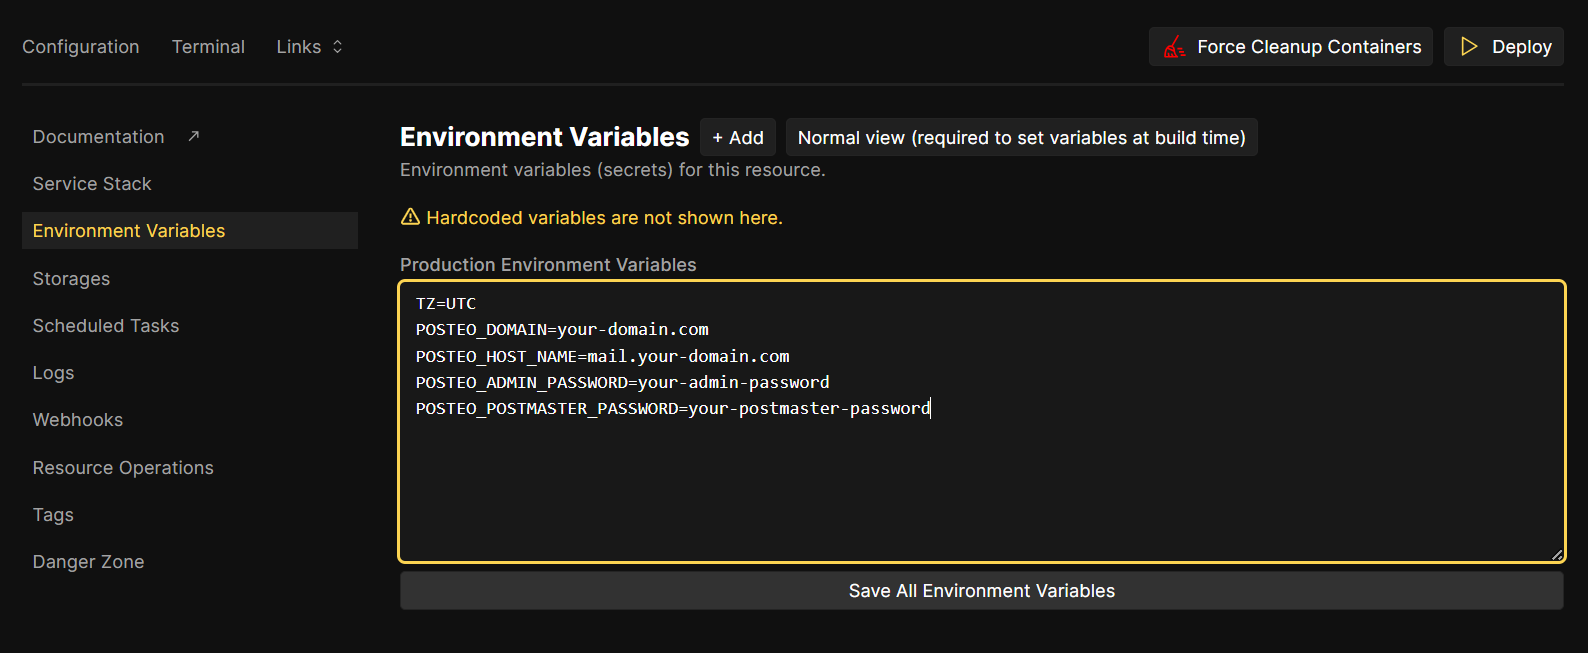 Configuration Terminal Links
Force Cleanup Containers Deploy
Documentation
Service Stack
Environment Variables
Storages
Scheduled Tasks
Logs
Webhooks
Resource Operations
Tags
Danger Zone
Environment Variables + Add Normal view (required to set variables at build time)
Environment variables (secrets) for this resource.
Hardcoded variables are not shown here.
Production Environment Variables
TZ=UTC
POSTEO_DOMAIN=your-domain.com
POSTEO_HOST_NAME=mail.your-domain.com
POSTEO_ADMIN_PASSWORD=your-admin-password
POSTEO_POSTMASTER_PASSWORD=your-postmaster-password
Save All Environment Variables